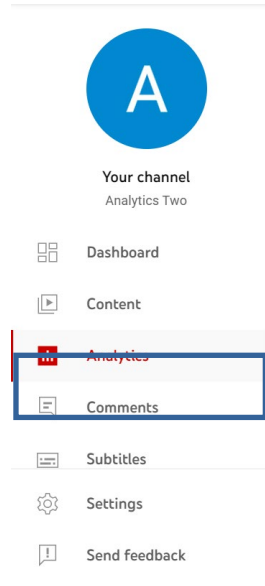 A
Your channel
Analytics Two
Dashboard
Content
Analytics
Comments
Subtitles
Settings
Send feedback